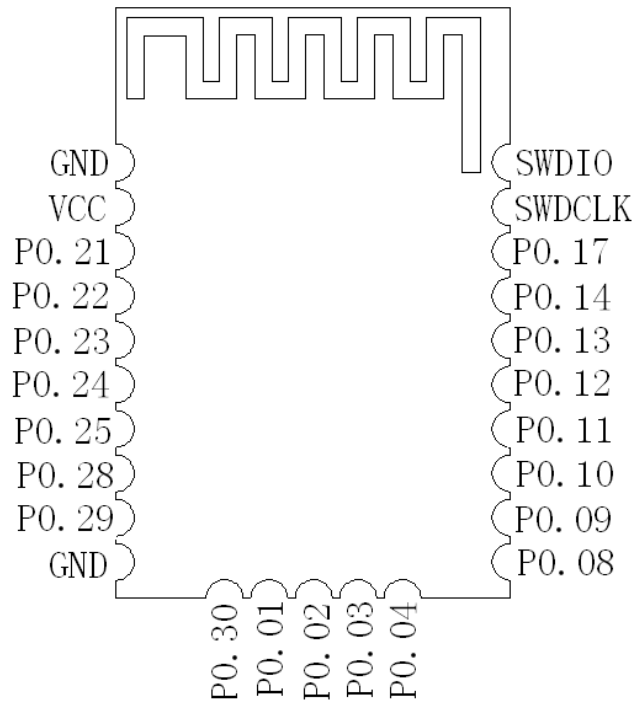 GND SWDIO
VCC SWDCLK
P0.21 P0.17
P0.22 P0.14
P0.23 P0.13
P0.24 P0.12
P0.25 P0.11
P0.28 P0.10
P0.29 P0.09
GND P0.08
P0.30
P0.01
P0.02
P0.03
P0.04